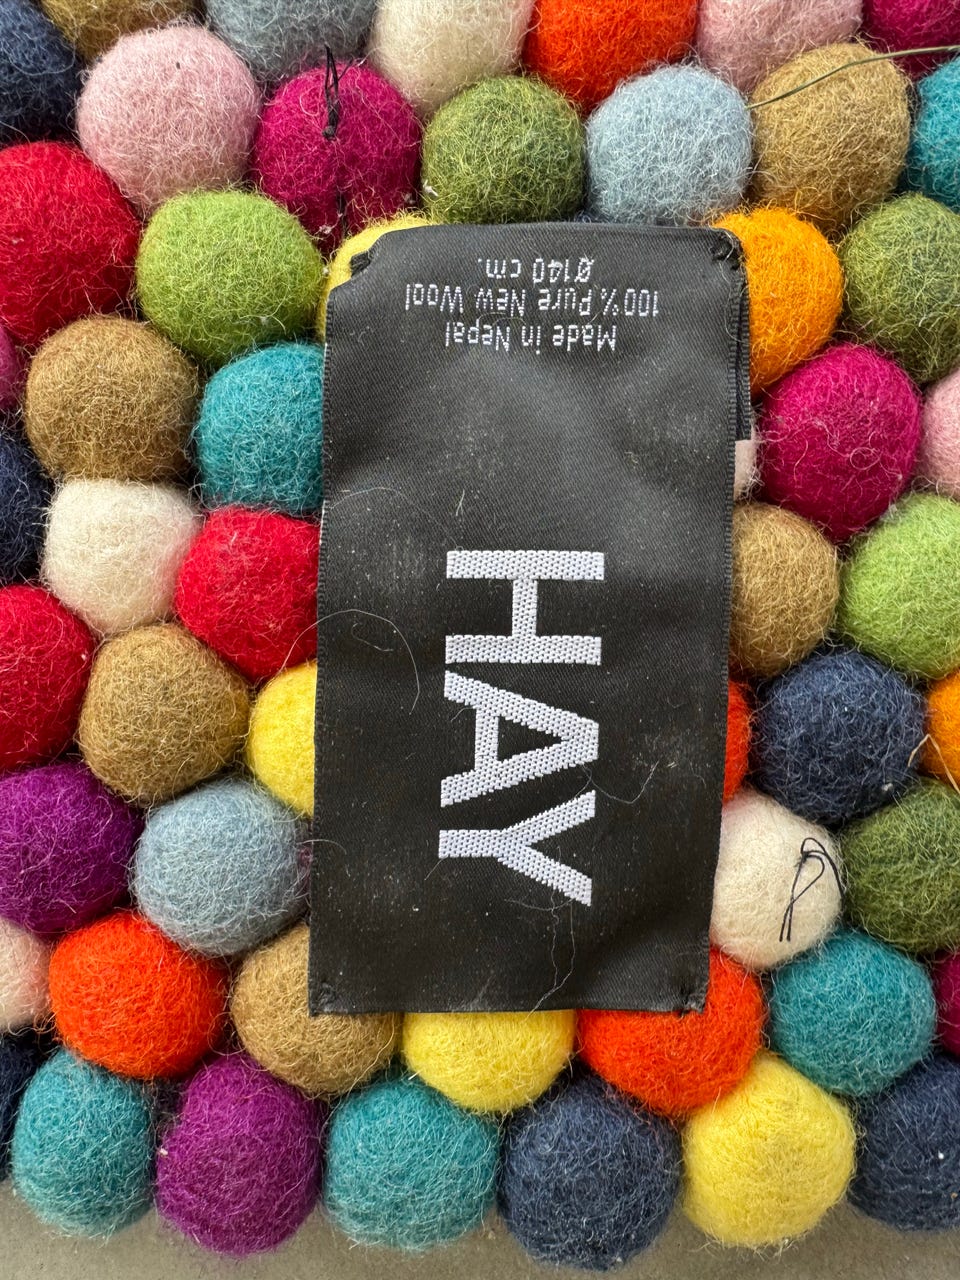 HAY
Made in Nepal
100% Pure New Wool
Ø140 cm.